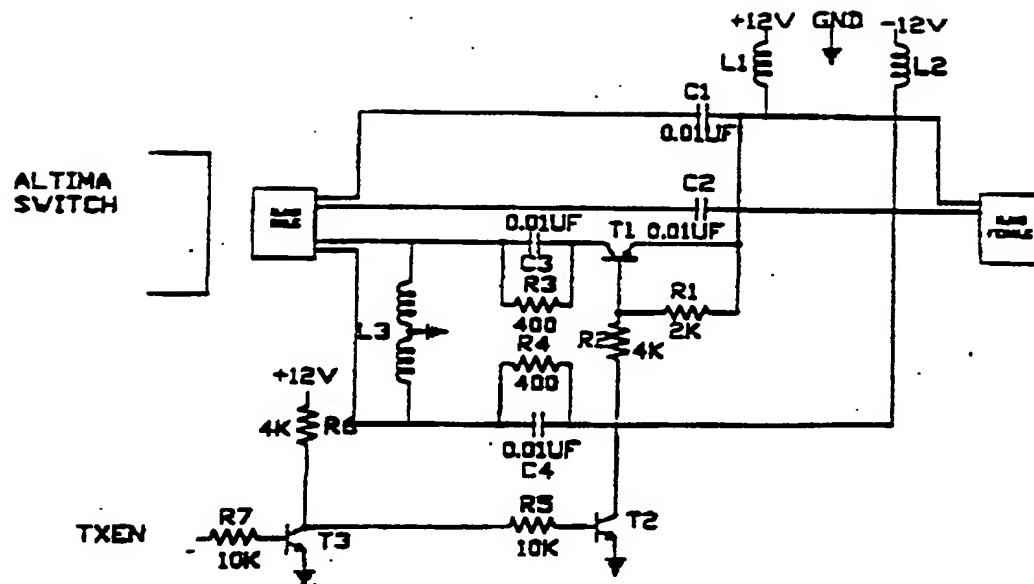 +12V GND -12V
L1
L2
C1
0.01UF
ALTIMA
SWITCH
C2
0.01UF
T1
0.01UF
C3
R3
400
R1
2K
L3
R4
400
R2
4K
+12V
4K
R6
0.01UF
C4
R5
10K
T2
TXEN
R7
10K
T3
FEMALE